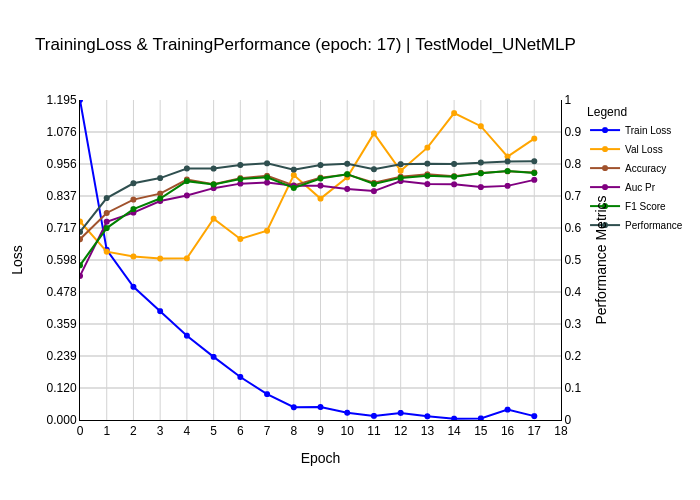 TrainingLoss & TrainingPerformance (epoch: 17) | TestModel_UNetMLP
Legend
Train Loss
Val Loss
Accuracy
Auc Pr
F1 Score
Performance
1.195
1.076
0.956
0.837
0.717
0.598
0.478
0.359
0.239
0.120
0.000
1
0.9
0.8
0.7
0.6
0.5
0.4
0.3
0.2
0.1
0
0 1 2 3 4 5 6 7 8 9 10 11 12 13 14 15 16 17 18
Loss
Performance Metrics
Epoch